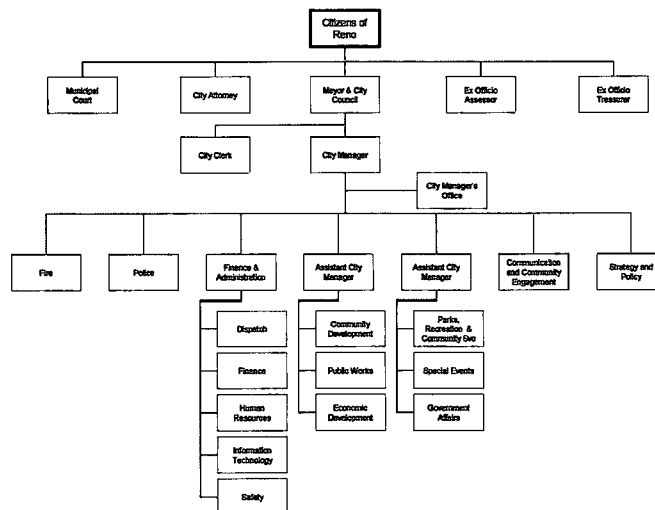 Citizens of
Reno
Municipal
Court
City Attorney
Mayor & City
Council
Ex Officio
Assessor
Ex Officio
Treasurer
City Clerk
City Manager
City Manager's
Office
Fire
Police
Finance &
Administration
Assistant City
Manager
Assistant City
Manager
Communication
and Community
Engagement
Strategy and
Policy
Dispatch
Finance
Human
Resources
Information
Technology
Safety
Community
Development
Public Works
Economic
Development
Parks,
Recreation &
Community Svc
Special Events
Government
Affairs